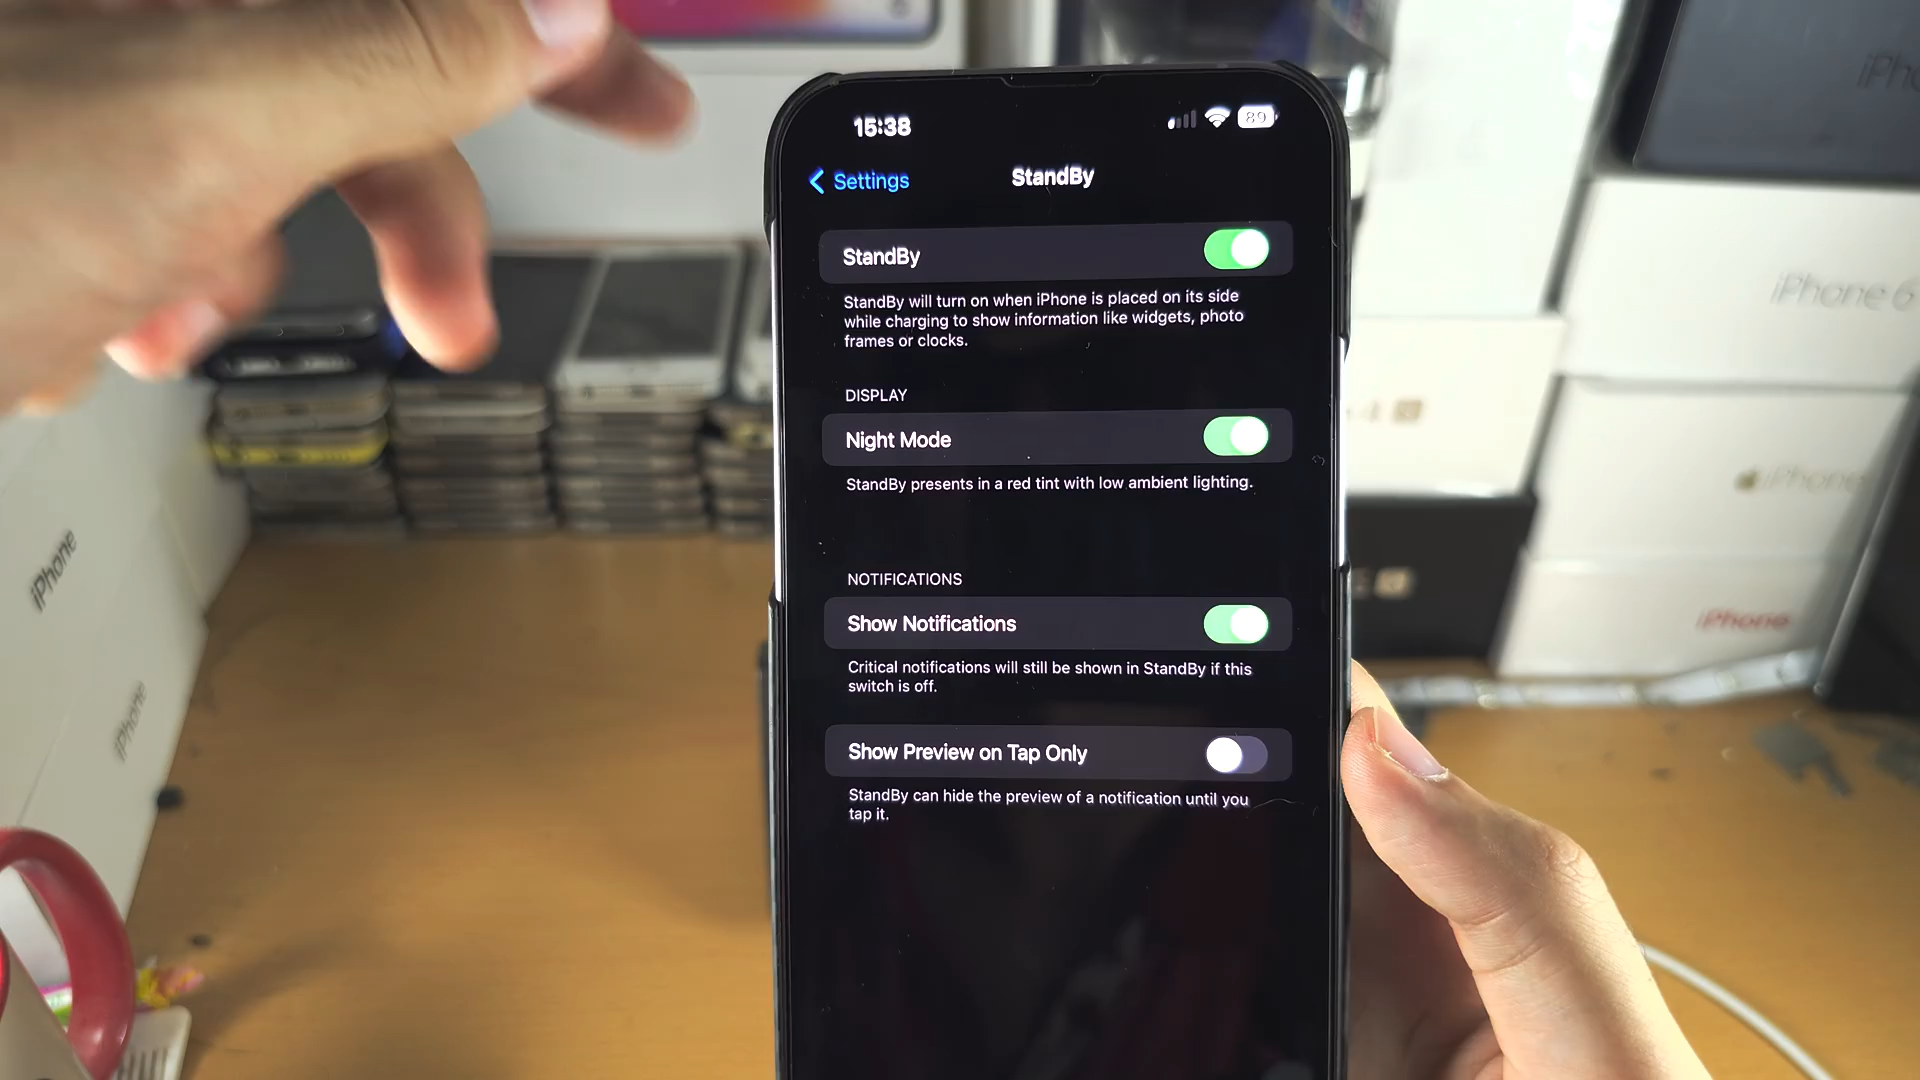 15:38
89
Settings
StandBy
StandBy
StandBy will turn on when iPhone is placed on its side
while charging to show information like widgets, photo
frames or clocks.
DISPLAY
Night Mode
StandBy presents in a red tint with low ambient lighting.
NOTIFICATIONS
Show Notifications
Critical notifications will still be shown in StandBy if this
switch is off.
Show Preview on Tap Only
StandBy can hide the preview of a notification until you
tap it.
iPhone
iPhone
iPhone 6
iPhone
iPhone